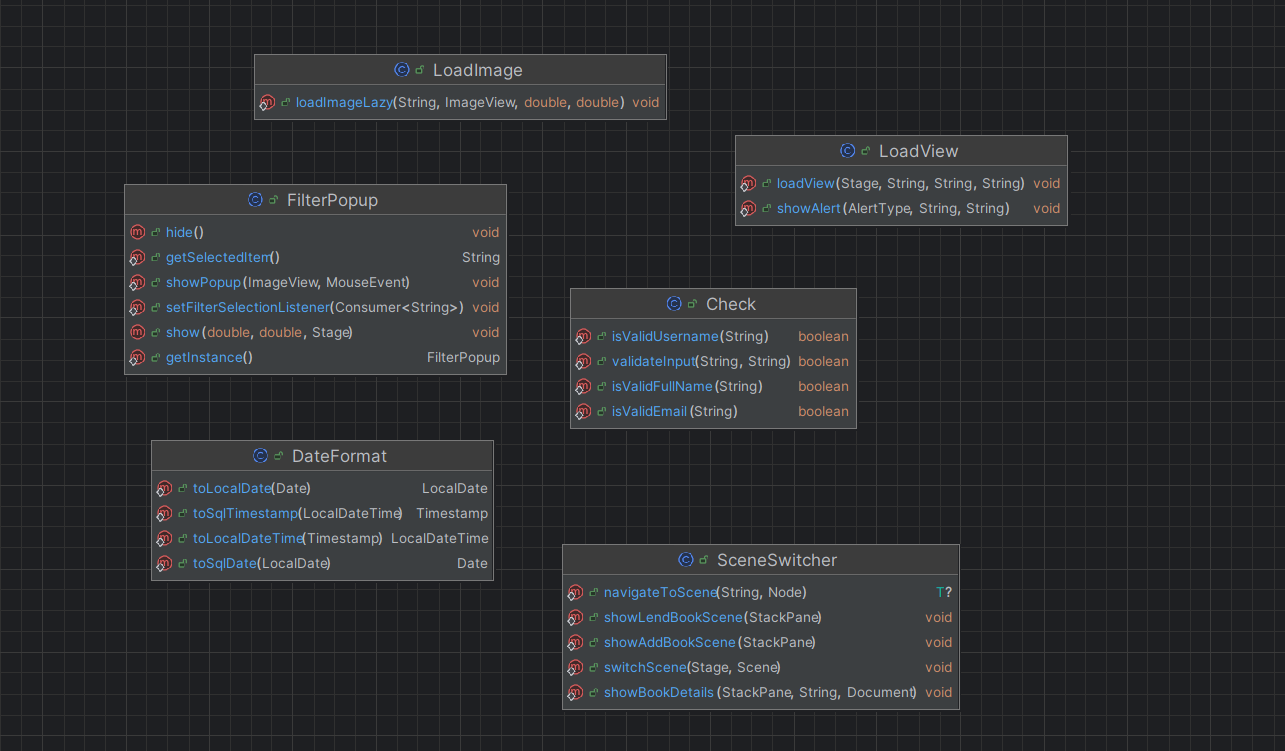 LoadImage
loadImageLazy(String, ImageView, double, double) void
LoadView
loadView(Stage, String, String, String) void
showAlert(AlertType, String, String) void
FilterPopup
hide() void
getSelectedItem() String
showPopup(ImageView, MouseEvent) void
setFilterSelectionListener(Consumer<String>) void
show(double, double, Stage) void
getInstance() FilterPopup
Check
isValidUsername(String) boolean
validateInput(String, String) boolean
isValidFullName(String) boolean
isValidEmail(String) boolean
DateFormat
toLocalDate(Date) LocalDate
toSqlTimestamp(LocalDateTime) Timestamp
toLocalDateTime(Timestamp) LocalDateTime
toSqlDate(LocalDate) Date
SceneSwitcher
navigateToScene(String, Node) T?
showLendBookScene(StackPane) void
showAddBookScene(StackPane) void
switchScene(Stage, Scene) void
showBookDetails(StackPane, String, Document) void